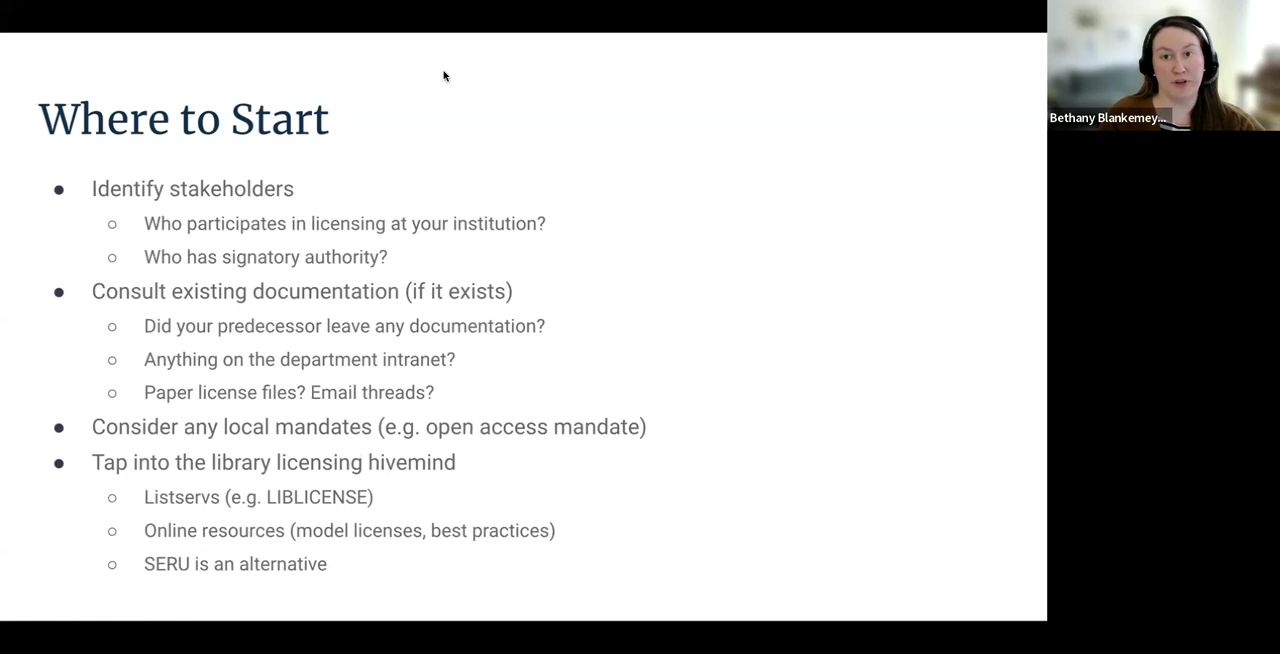 Where to Start
● Identify stakeholders
○ Who participates in licensing at your institution?
○ Who has signatory authority?
● Consult existing documentation (if it exists)
○ Did your predecessor leave any documentation?
○ Anything on the department intranet?
○ Paper license files? Email threads?
● Consider any local mandates (e.g. open access mandate)
● Tap into the library licensing hivemind
○ Listservs (e.g. LIBLICENSE)
○ Online resources (model licenses, best practices)
○ SERU is an alternative
Bethany Blankemey...